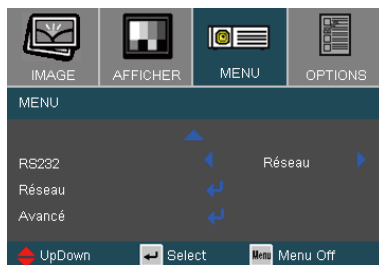 IMAGE AFFICHER MENU OPTIONS
MENU
RS232 Réseau
Réseau
Avancé
UpDown Select Menu Menu Off